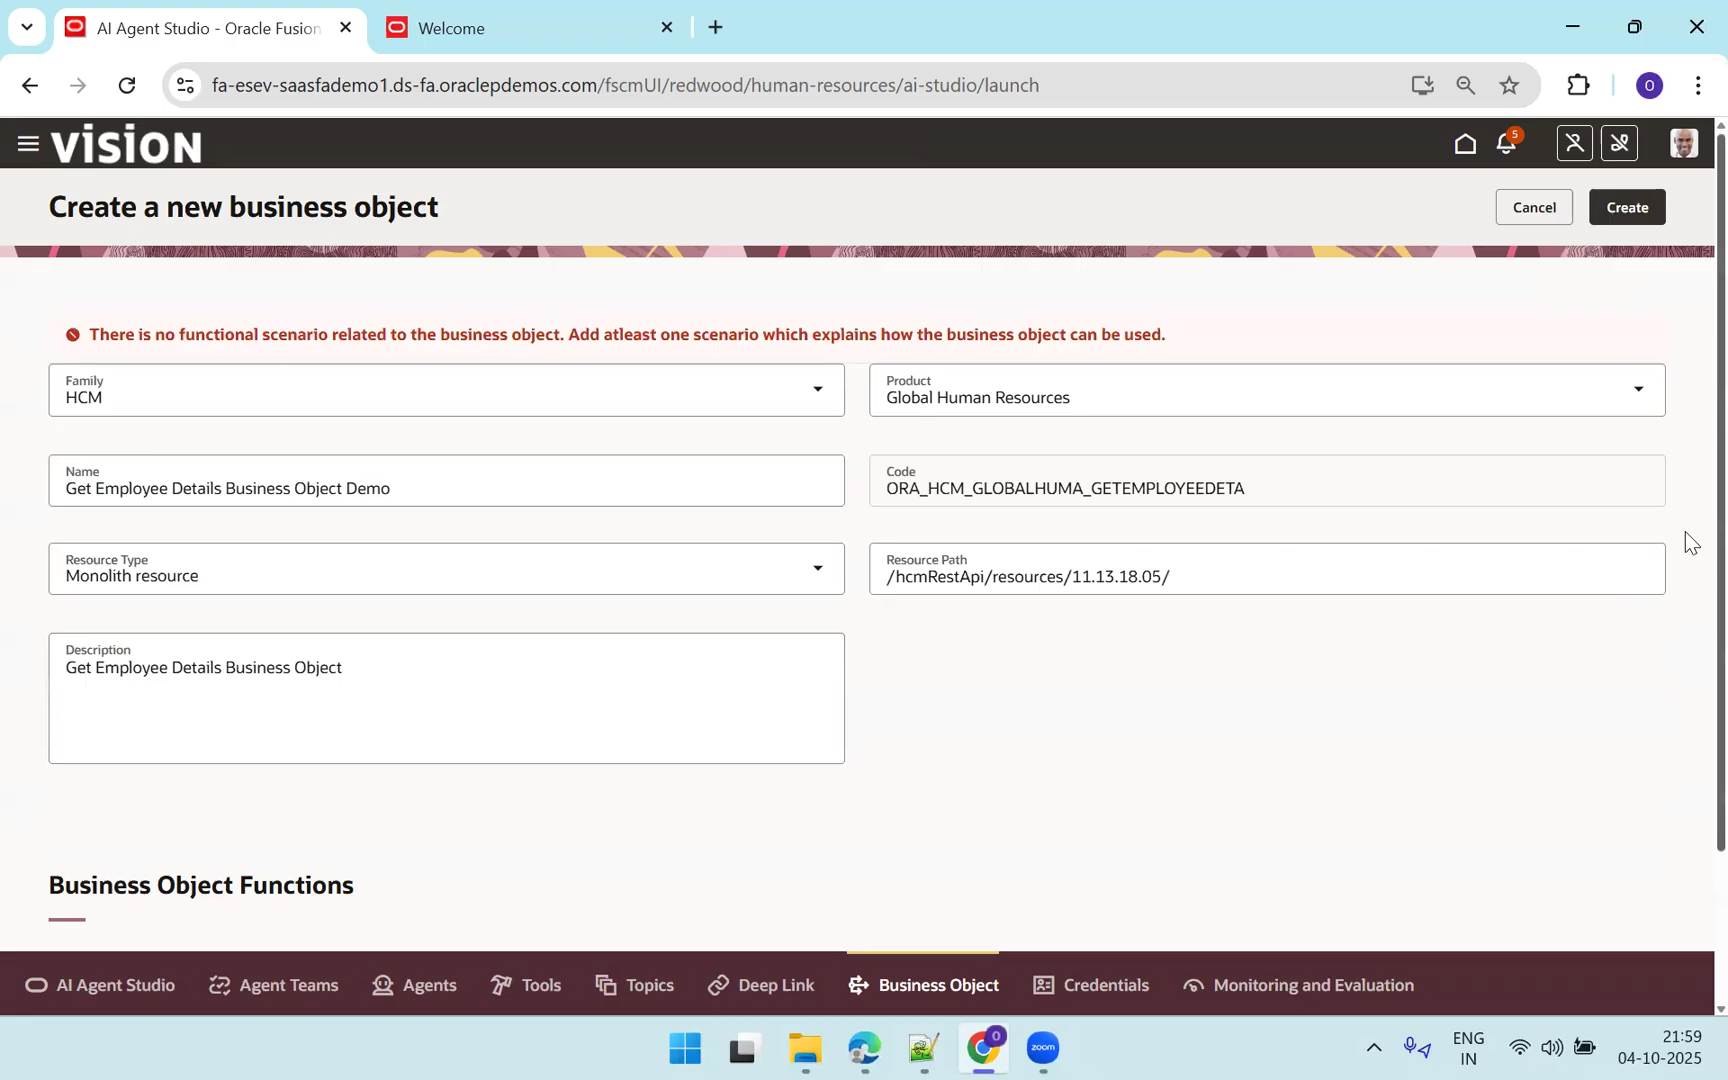 AI Agent Studio - Oracle Fusion
Welcome
fa-esev-saasfademo1.ds-fa.oraclepdemos.com/fscmUI/redwood/human-resources/ai-studio/launch
O
vision
5
Create a new business object
Cancel
Create
There is no functional scenario related to the business object. Add atleast one scenario which explains how the business object can be used.
Family
HCM
Product
Global Human Resources
Name
Get Employee Details Business Object Demo
Code
ORA_HCM_GLOBALHUMA_GETEMPLOYEEDETA
Resource Type
Monolith resource
Resource Path
/hcmRestApi/resources/11.13.18.05/
Description
Get Employee Details Business Object
Business Object Functions
AI Agent Studio
Agent Teams
Agents
Tools
Topics
Deep Link
Business Object
Credentials
Monitoring and Evaluation
O
zoom
ENG
IN
21:59
04-10-2025